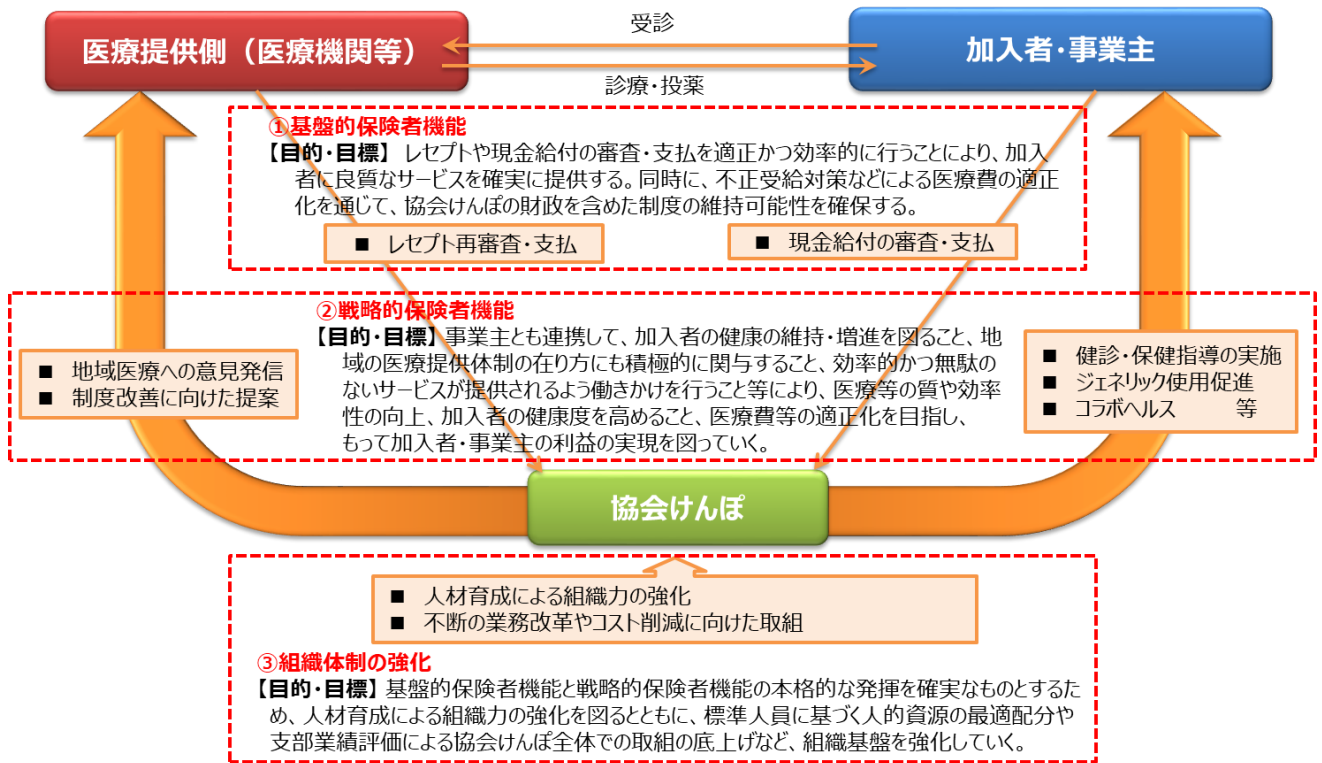 受診
医療提供側（医療機関等）
加入者・事業主
診療・投薬
①基盤的保険者機能
【目的・目標】 レセプトや現金給付の審査・支払を適正かつ効率的に行うことにより、加入
者に良質なサービスを確実に提供する。同時に、不正受給対策などによる医療費の適正
化を通じて、協会けんぽの財政を含めた制度の維持可能性を確保する。
■ レセプト再審査・支払
■ 現金給付の審査・支払
②戦略的保険者機能
【目的・目標】 事業主とも連携して、加入者の健康の維持・増進を図ること、地
域の医療提供体制の在り方にも積極的に関与すること、効率的かつ無駄の
ないサービスが提供されるよう働きかけを行うこと等により、医療等の質や効率
性の向上、加入者の健康度を高めること、医療費等の適正化を目指し、
もって加入者・事業主の利益の実現を図っていく。
■ 地域医療への意見発信
■ 制度改善に向けた提案
■ 健診・保健指導の実施
■ ジェネリック使用促進
■ コラボヘルス 等
協会けんぽ
■ 人材育成による組織力の強化
■ 不断の業務改革やコスト削減に向けた取組
③組織体制の強化
【目的・目標】 基盤的保険者機能と戦略的保険者機能の本格的な発揮を確実なものとするた
め、人材育成による組織力の強化を図るとともに、標準人員に基づく人的資源の最適配分や
支部業績評価による協会けんぽ全体での取組の底上げなど、組織基盤を強化していく。